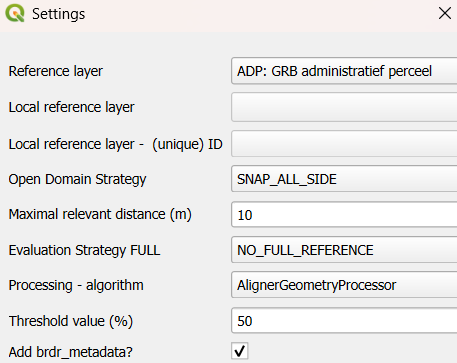 Settings
Reference layer ADP: GRB administratief perceel
Local reference layer
Local reference layer - (unique) ID
Open Domain Strategy SNAP_ALL_SIDE
Maximal relevant distance (m) 10
Evaluation Strategy FULL NO_FULL_REFERENCE
Processing - algorithm AlignerGeometryProcessor
Threshold value (%) 50
Add brdr_metadata?